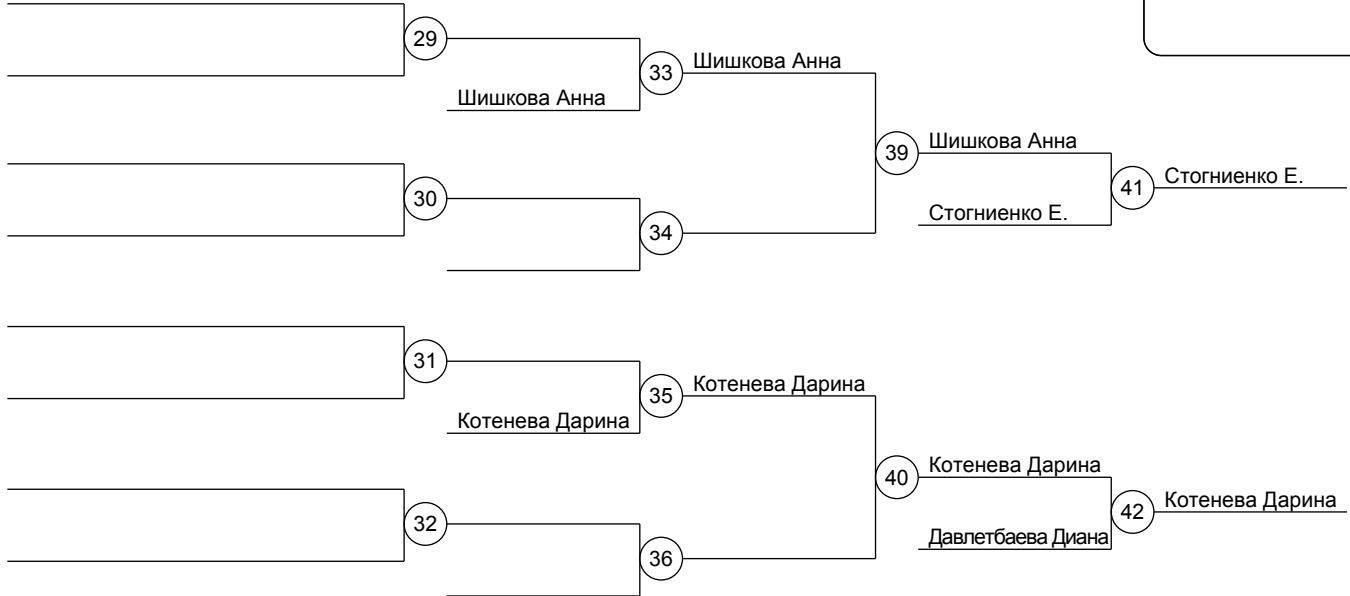 29
33
Шишкова Анна
Шишкова Анна
39
Шишкова Анна
30
34
Стогниенко Е.
41
Стогниенко Е.
31
35
Котенева Дарина
Котенева Дарина
40
Котенева Дарина
32
36
Давлетбаева Диана
42
Котенева Дарина